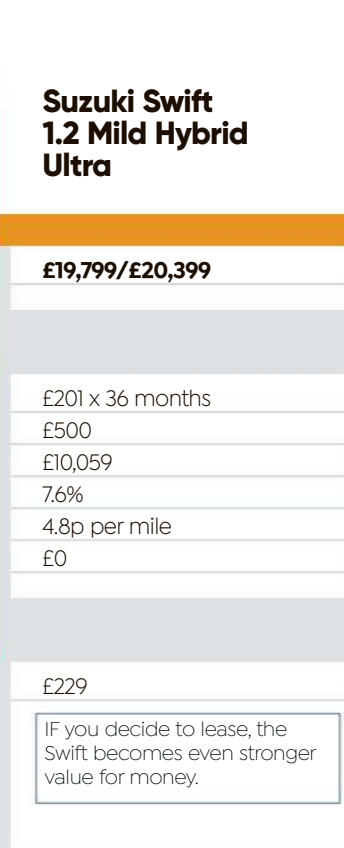 Suzuki Swift
1.2 Mild Hybrid
Ultra
£19,799/£20,399
£201 x 36 months
£500
£10,059
7.6%
4.8p per mile
£0
£229
IF you decide to lease, the
Swift becomes even stronger
value for money.